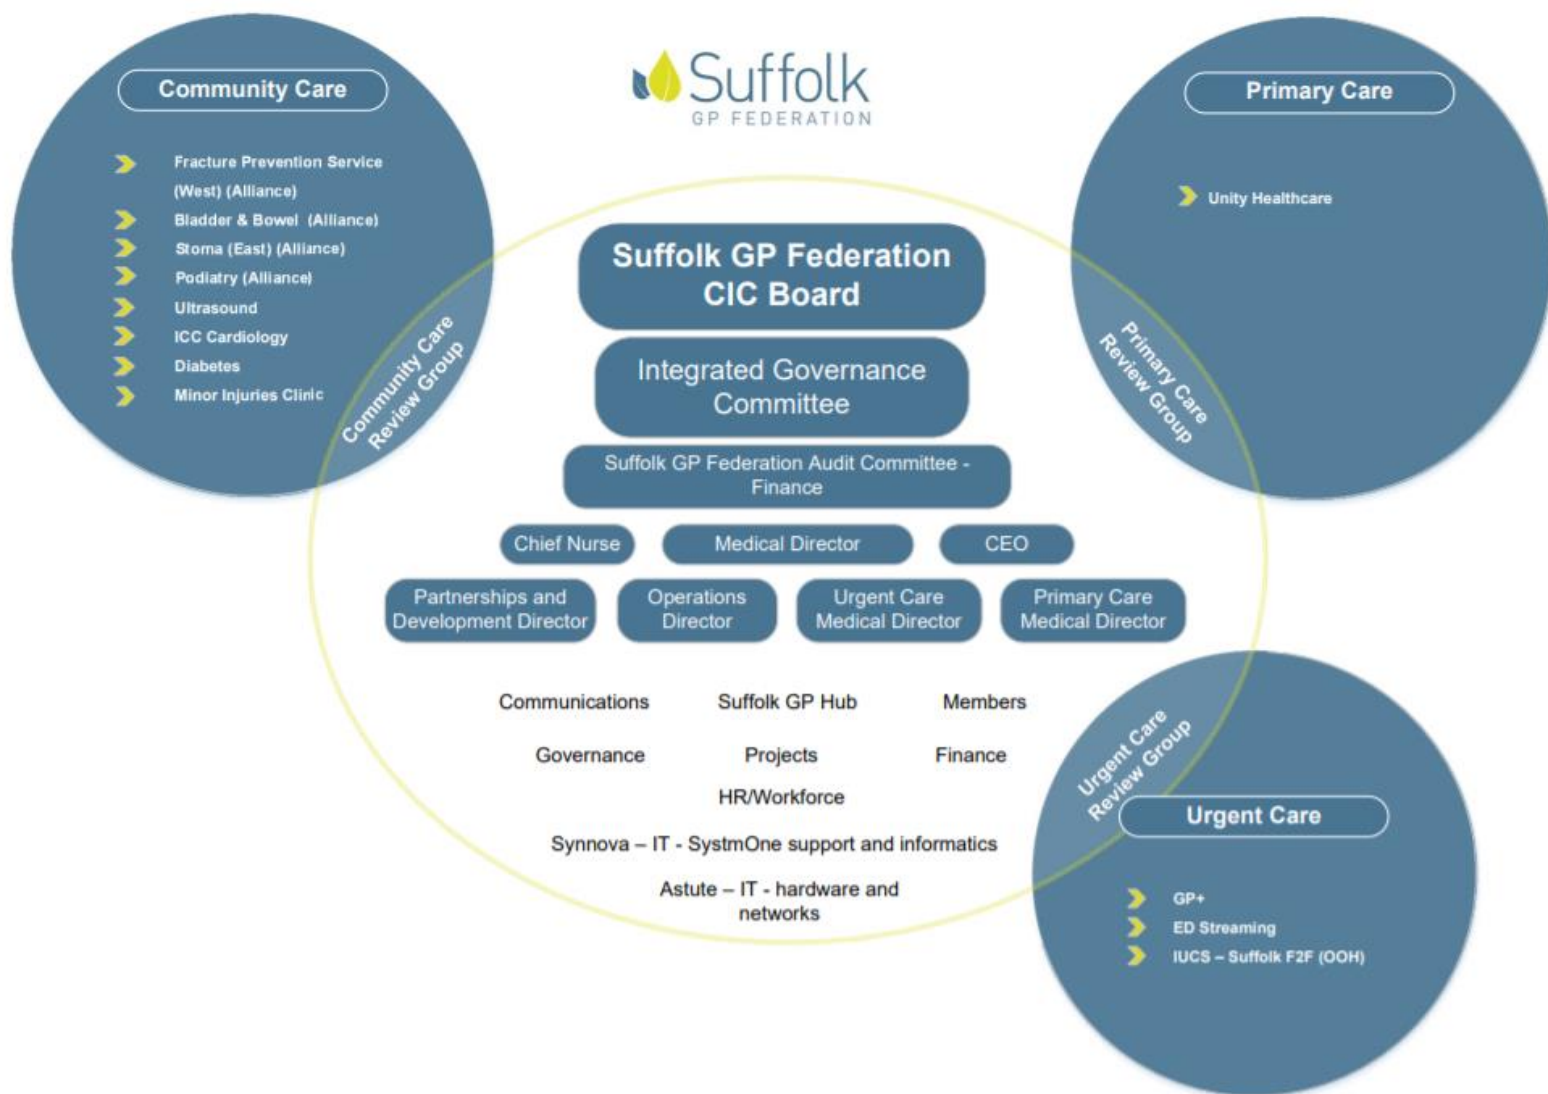 Suffolk
GP FEDERATION
Community Care
Fracture Prevention Service
(West) (Alliance)
Bladder & Bowel (Alliance)
Stoma (East) (Alliance)
Podiatry (Alliance)
Ultrasound
ICC Cardiology
Diabetes
Minor Injuries Clinic
Community Care
Review Group
Primary Care
Unity Healthcare
Primary Care
Review Group
Suffolk GP Federation
CIC Board
Integrated Governance
Committee
Suffolk GP Federation Audit Committee -
Finance
Chief Nurse
Medical Director
CEO
Partnerships and
Development Director
Operations
Director
Urgent Care
Medical Director
Primary Care
Medical Director
Communications
Suffolk GP Hub
Members
Governance
Projects
Finance
HR/Workforce
Synnova – IT - SystmOne support and informatics
Astute – IT - hardware and
networks
Urgent Care
Review Group
Urgent Care
GP+
ED Streaming
IUCS – Suffolk F2F (OOH)